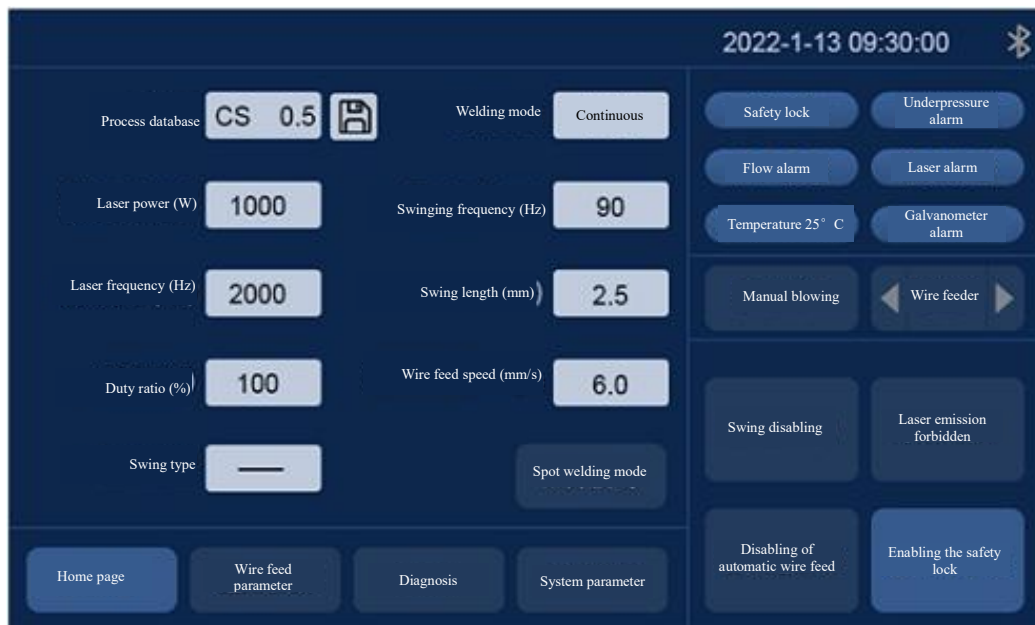 2022-1-13 09:30:00
Process database
CS 0.5
Welding mode
Continuous
Laser power (W)
1000
Swinging frequency (Hz)
90
Laser frequency (Hz)
2000
Swing length (mm)
2.5
Duty ratio (%)
100
Wire feed speed (mm/s)
6.0
Swing type
Spot welding mode
Safety lock
Underpressure
alarm
Flow alarm
Laser alarm
Temperature 25° C
Galvanometer
alarm
Manual blowing
Wire feeder
Swing disabling
Laser emission
forbidden
Disabling of
automatic wire feed
Enabling the safety
lock
Home page
Wire feed
parameter
Diagnosis
System parameter